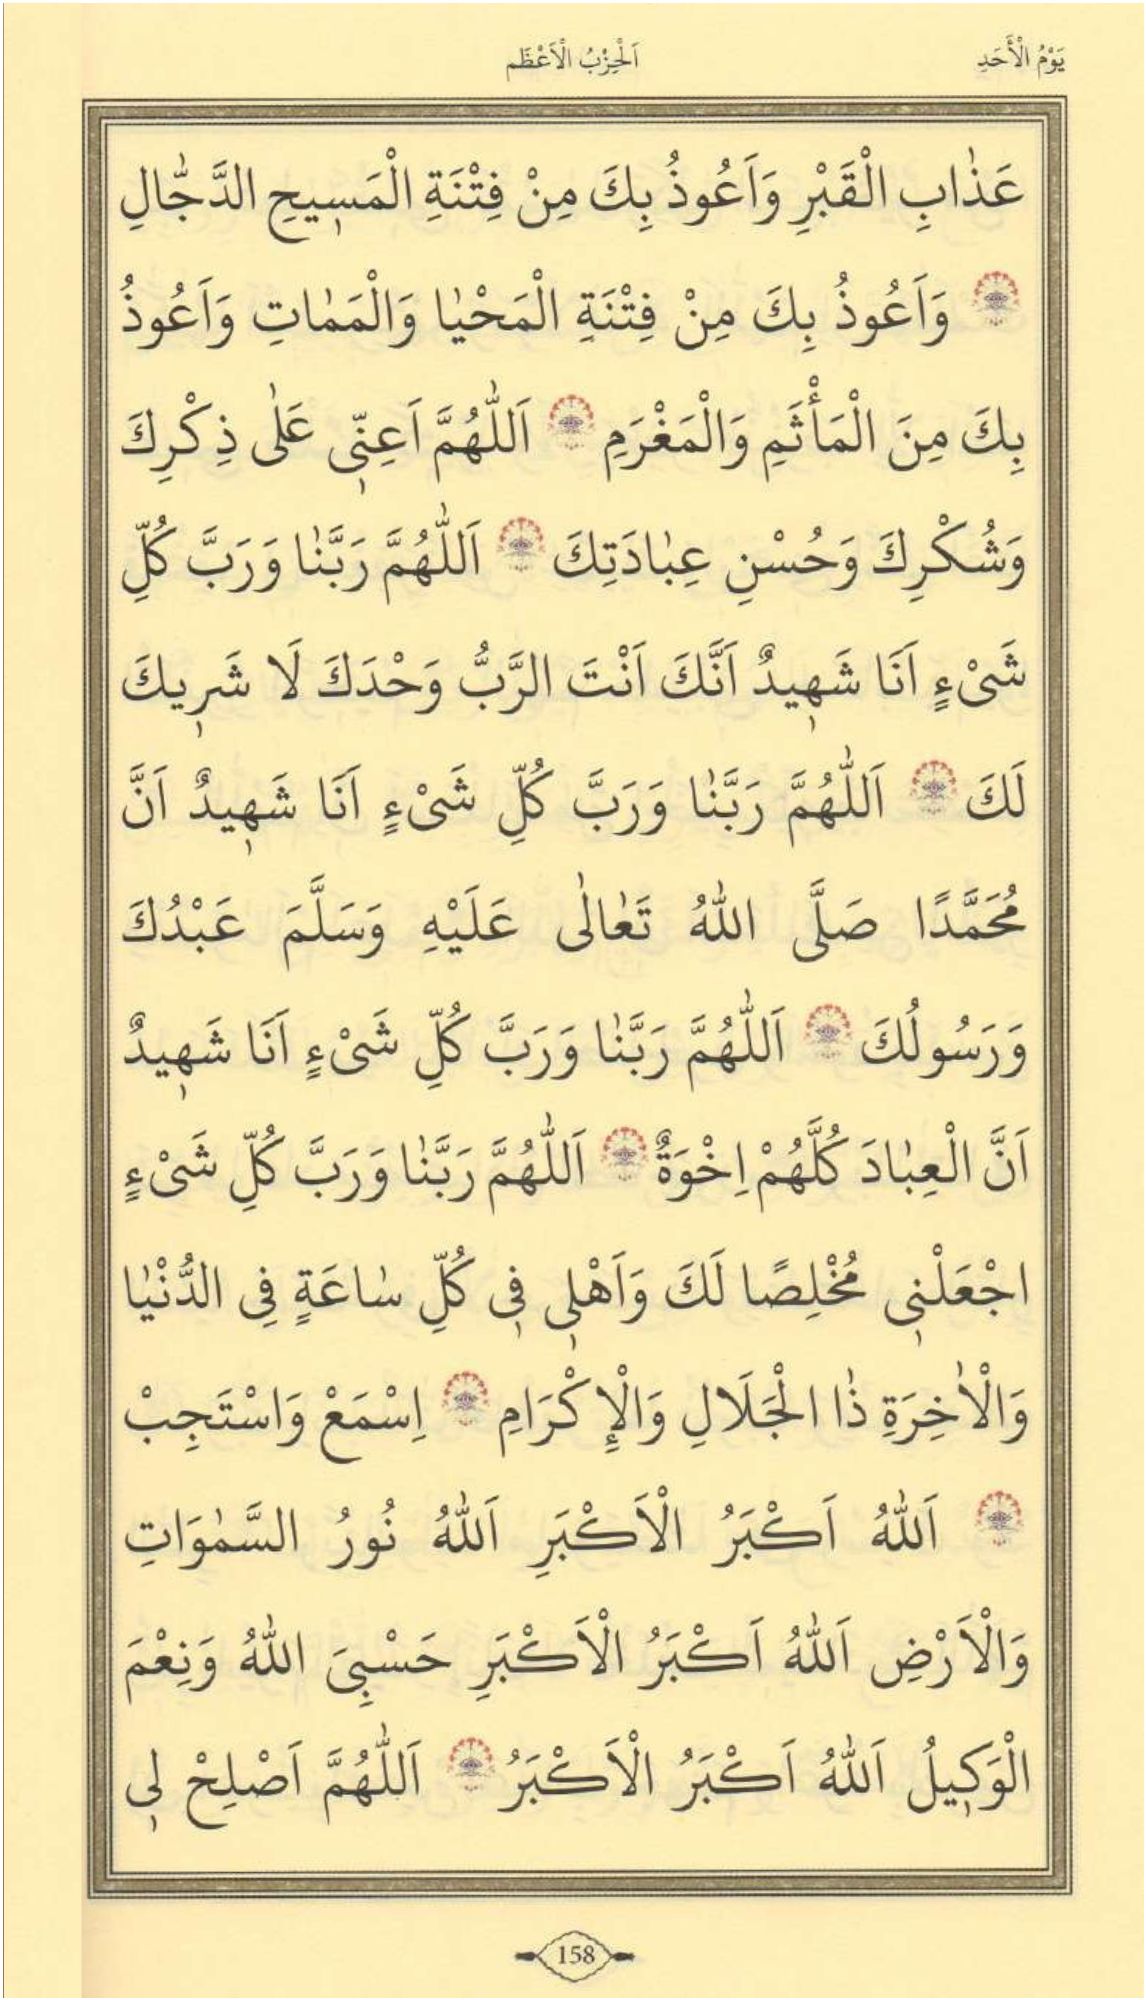 يَوْمُ الْأَحَدِ
اَلْحِزْبُ الْاَعْظَم
عَذٰابِ الْقَبْرِ وَاَعُوذُ بِكَ مِنْ فِتْنَةِ الْمَسٖيحِ الدَّجّٰالِ
وَاَعُوذُ بِكَ مِنْ فِتْنَةِ الْمَحْيٰا وَالْمَمٰاتِ وَاَعُوذُ
بِكَ مِنَ الْمَأْثَمِ وَالْمَغْرَمِ اَللّٰهُمَّ اَعِنّٖى عَلٰى ذِكْرِكَ
وَشُكْرِكَ وَحُسْنِ عِبٰادَتِكَ اَللّٰهُمَّ رَبَّنٰا وَرَبَّ كُلِّ
شَىْءٍ اَنَا شَهٖيدٌ اَنَّكَ اَنْتَ الرَّبُّ وَحْدَكَ لَا شَرٖيكَ
لَكَ اَللّٰهُمَّ رَبَّنٰا وَرَبَّ كُلِّ شَىْءٍ اَنَا شَهٖيدٌ اَنَّ
مُحَمَّدًا صَلَّى اللّٰهُ تَعٰالٰى عَلَيْهِ وَسَلَّمَ عَبْدُكَ
وَرَسُولُكَ اَللّٰهُمَّ رَبَّنٰا وَرَبَّ كُلِّ شَىْءٍ اَنَا شَهٖيدٌ
اَنَّ الْعِبٰادَ كُلَّهُمْ اِخْوَةٌ اَللّٰهُمَّ رَبَّنٰا وَرَبَّ كُلِّ شَىْءٍ
اِجْعَلْنٖى مُخْلِصًا لَكَ وَاَهْلٖى فٖى كُلِّ سٰاعَةٍ فِى الدُّنْيٰا
وَالْاٰخِرَةِ ذٰا الْجَلَالِ وَالْإِكْرَامِ اِسْمَعْ وَاسْتَجِبْ
اَللّٰهُ اَكْبَرُ الْاَكْبَرِ اَللّٰهُ نُورُ السَّمٰوَاتِ
وَالْاَرْضِ اَللّٰهُ اَكْبَرُ الْاَكْبَرِ حَسْبِىَ اللّٰهُ وَنِعْمَ
الْوَكٖيلُ اَللّٰهُ اَكْبَرُ الْاَكْبَرُ اَللّٰهُمَّ اَصْلِحْ لٖى
158